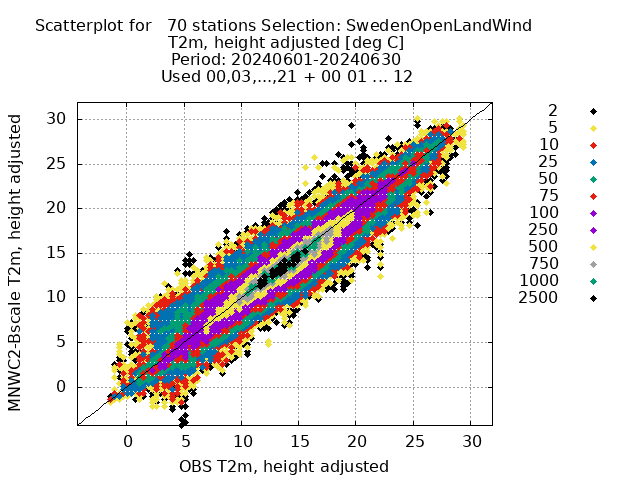 Scatterplot for   70 stations Selection: SwedenOpenLandWind
T2m, height adjusted [deg C]
Period: 20240601-20240630
Used 00,03,...,21 + 00 01 ... 12
MNWC2-Bscale T2m, height adjusted
30
25
20
15
10
5
0
0 5 10 15 20 25 30
OBS T2m, height adjusted
2
5
10
25
50
75
100
250
500
750
1000
2500